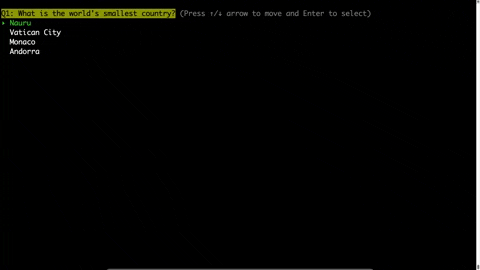 Q1: What is the world's smallest country? (Press ↑/↓ arrow to move and Enter to select)
▸ Nauru
Vatican City
Monaco
Andorra